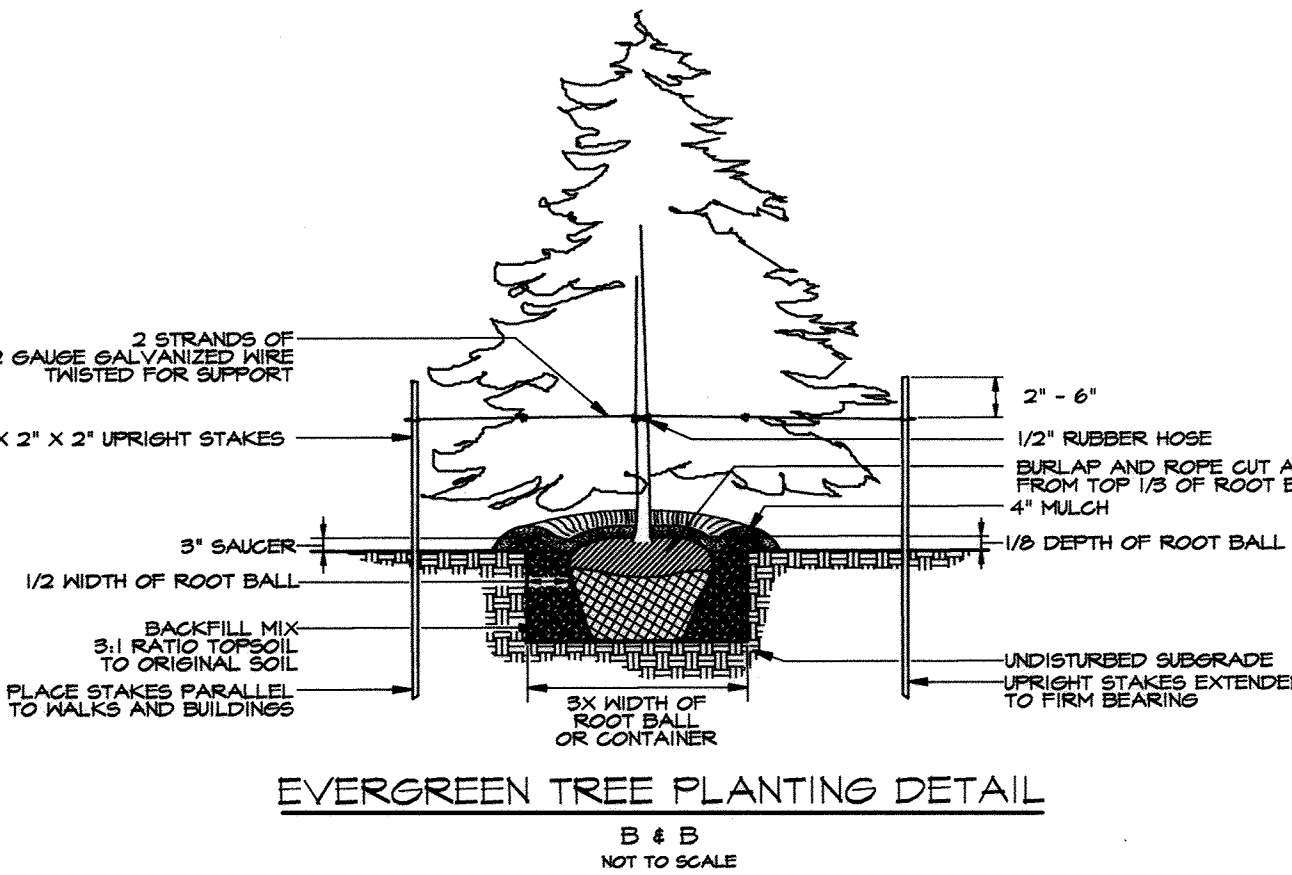 2 STRANDS OF
2 GAUGE GALVANIZED WIRE
TWISTED FOR SUPPORT
X 2" X 2" UPRIGHT STAKES
3" SAUCER
1/2 WIDTH OF ROOT BALL
BACKFILL MIX
3:1 RATIO TOPSOIL
TO ORIGINAL SOIL
PLACE STAKES PARALLEL
TO WALKS AND BUILDINGS
2" - 6"
1/2" RUBBER HOSE
BURLAP AND ROPE CUT
FROM TOP 1/3 OF ROOT
4" MULCH
1/8 DEPTH OF ROOT BALL
UNDISTURBED SUBGRADE
UPRIGHT STAKES EXTENDE
TO FIRM BEARING
3X WIDTH OF
ROOT BALL
OR CONTAINER
EVERGREEN TREE PLANTING DETAIL
B & B
NOT TO SCALE